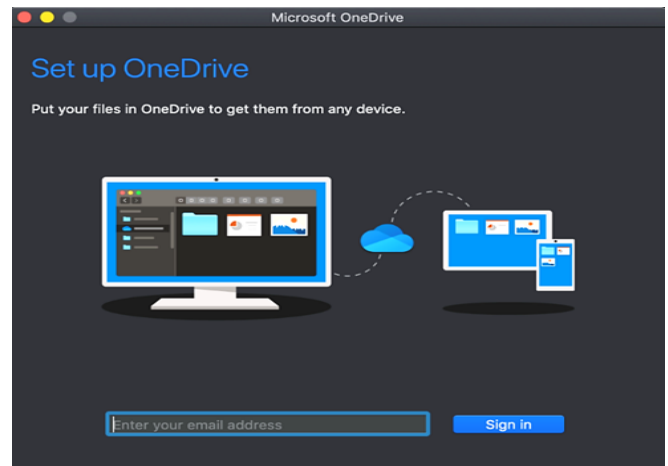 Microsoft OneDrive
Set up OneDrive
Put your files in OneDrive to get them from any device.
Enter your email address
Sign in